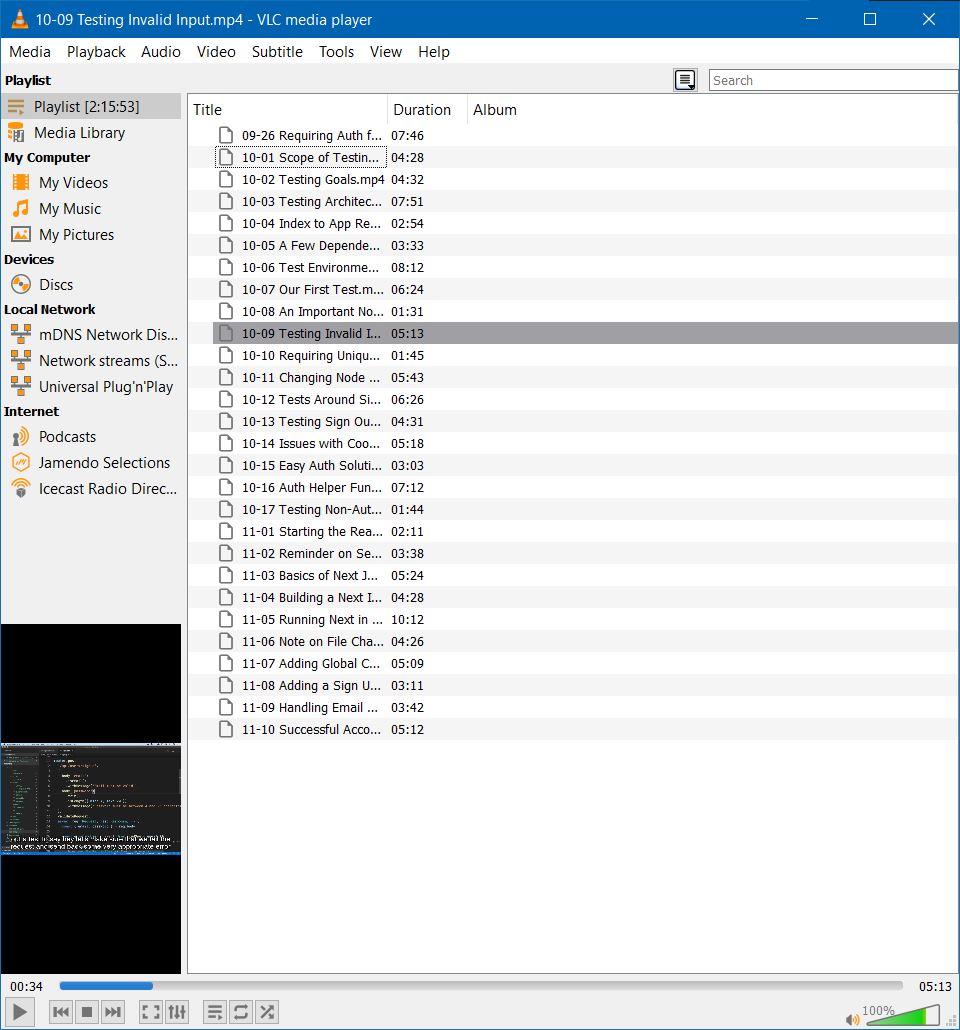 10-09 Testing Invalid Input.mp4 - VLC media player
Media Playback Audio Video Subtitle Tools View Help
Playlist
Search
Playlist [2:15:53]
Media Library
My Computer
My Videos
My Music
My Pictures
Devices
Discs
Local Network
mDNS Network Dis...
Network streams (S...
Universal Plug'n'Play
Internet
Podcasts
Jamendo Selections
Icecast Radio Direc...
Title Duration Album
09-26 Requiring Auth f... 07:46
10-01 Scope of Testin... 04:28
10-02 Testing Goals.mp4 04:32
10-03 Testing Architec... 07:51
10-04 Index to App Re... 02:54
10-05 A Few Depende... 03:33
10-06 Test Environme... 08:12
10-07 Our First Test.m... 06:24
10-08 An Important No... 01:31
10-09 Testing Invalid I... 05:13
10-10 Requiring Uniqu... 01:45
10-11 Changing Node ... 05:43
10-12 Tests Around Si... 06:26
10-13 Testing Sign Ou... 04:31
10-14 Issues with Coo... 05:18
10-15 Easy Auth Soluti... 03:03
10-16 Auth Helper Fun... 07:12
10-17 Testing Non-Aut... 01:44
11-01 Starting the Rea... 02:11
11-02 Reminder on Se... 03:38
11-03 Basics of Next J... 05:24
11-04 Building a Next I... 04:28
11-05 Running Next in ... 10:12
11-06 Note on File Cha... 04:26
11-07 Adding Global C... 05:09
11-08 Adding a Sign U... 03:11
11-09 Handling Email ... 03:42
11-10 Successful Acco... 05:12
request and send back some very appropriate error
00:34 05:13
100%